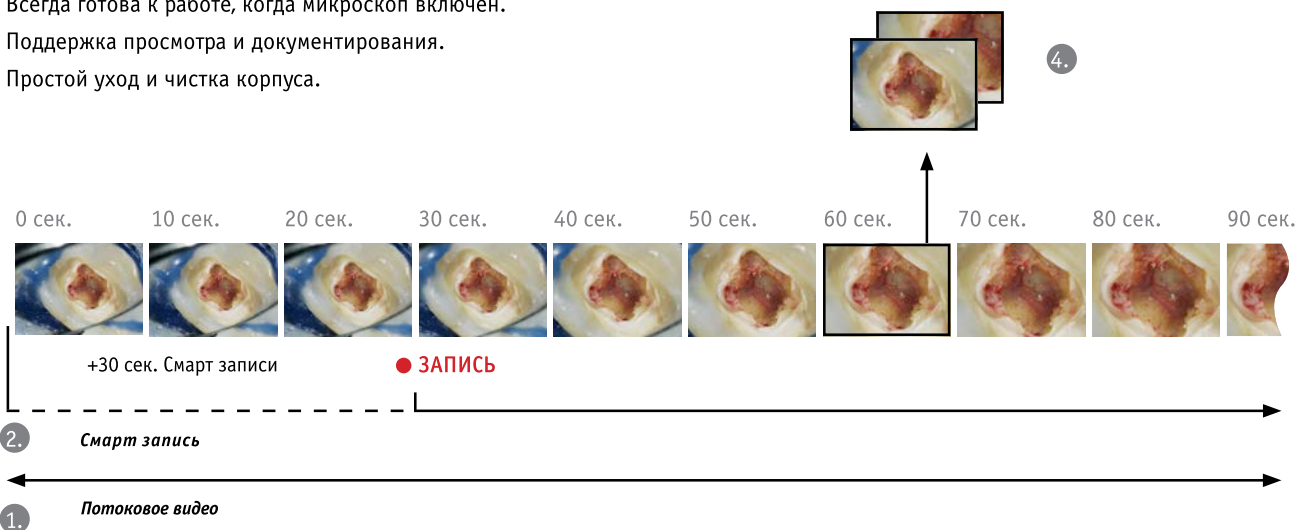 Всегда готова к работе, когда микроскоп включен.
Поддержка просмотра и документирования.
Простой уход и чистка корпуса.
4.
0 сек. 10 сек. 20 сек. 30 сек. 40 сек. 50 сек. 60 сек. 70 сек. 80 сек. 90 сек.
+30 сек. Смарт записи ЗАПИСЬ
2. Смарт запись
1. Потоковое видео